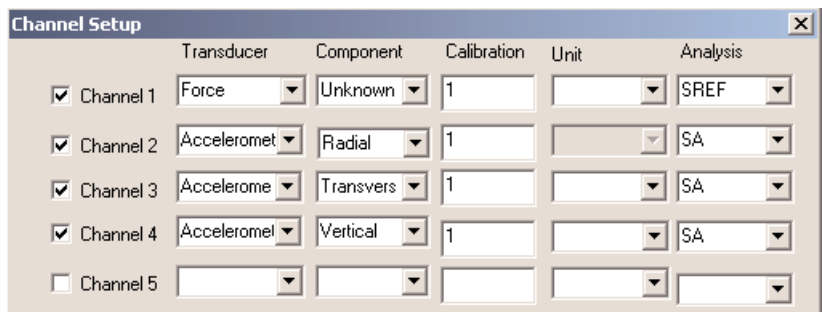 Channel Setup
Transducer Component Calibration Unit Analysis
Channel 1 Force Unknown 1 SREF
Channel 2 Acceleromet Radial 1 SA
Channel 3 Accelerome Transvers 1 SA
Channel 4 Acceleromet Vertical 1 SA
Channel 5